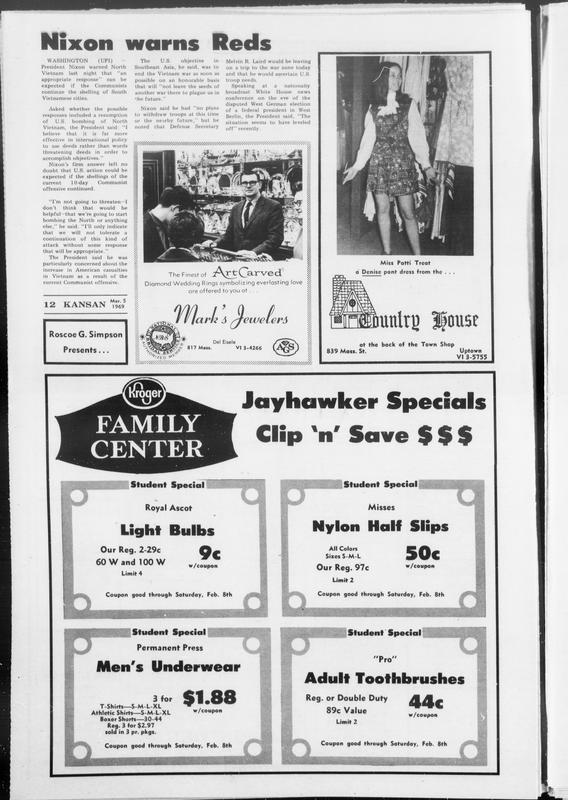 Nixon warns Reds
WASHINGTON (UPI) —
President Nixon warned North
Vietnam last night that "an
appropriate response" can be
expected if the Communists
continue the shelling of South
Vietnamese cities.
Asked whether the possible
responses included a resumption
of U.S. bombing of North
Vietnam, the President said: "I
believe that it is far more
effective in international policy
to use deeds rather than words
threatening deeds in order to
accomplish objectives."
Nixon's firm answer left no
doubt that U.S. action could be
expected if the shellings of the
current 10-day Communist
offensive continued.
"I'm not going to threaten—I
don't think that would be
helpful—that we're going to start
bombing the North or anything
else," he said. "I'll only indicate
that we will not tolerate a
continuation of this kind of
attack without some response
that will be appropriate."
The President said he was
particularly concerned about the
increase in American casualties
in Vietnam as a result of the
current Communist offensive.
The U.S. objective in
Southeast Asia, he said, was to
end the Vietnam war as soon as
possible on an honorable basis
that will "not leave the seeds of
another war there to plague us in
the future."
Nixon said he had "no plans
to withdraw troops at this time
or the nearby future," but he
noted that Defense Secretary
Melvin R. Laird would be leaving
on a trip to the war zone today
and that he would ascertain U.S.
troop needs.
Speaking at a nationally
broadcast White House news
conference on the eve of the
disputed West German election
of a federal president in West
Berlin, the President said, "The
situation seems to have leveled
off" recently.
12 KANSAN Mar. 5
1969
Roscoe G. Simpson
Presents . . .
The Finest of ArtCarved
Diamond Wedding Rings symbolizing everlasting love
are offered to you at . . .
Mark's Jewelers
Del Eisele
817 Mass. VI 3-4266
AGS
Miss Patti Treat
a Denise pant dress from the . . .
Country House
at the back of the Town Shop
839 Mass. St. Uptown
VI 3-5755
Kroger
FAMILY
CENTER
Jayhawker Specials
Clip 'n' Save $ $ $
Student Special
Royal Ascot
Light Bulbs
Our Reg. 2-29c 9c
60 W and 100 W w/coupon
Limit 4
Coupon good through Saturday, Feb. 8th
Student Special
Misses
Nylon Half Slips
All Colors
Sizes S-M-L 50c
Our Reg. 97c w/coupon
Limit 2
Coupon good through Saturday, Feb. 8th
Student Special
Permanent Press
Men's Underwear
3 for $1.88
T-Shirts—S-M-L-XL w/coupon
Athletic Shirts—S-M-L-XL
Boxer Shorts—30-44
Reg. 3 for $2.97
sold in 3 pr. pkgs.
Coupon good through Saturday, Feb. 8th
Student Special
"Pro"
Adult Toothbrushes
Reg. or Double Duty 44c
89c Value w/coupon
Limit 2
Coupon good through Saturday, Feb. 8th